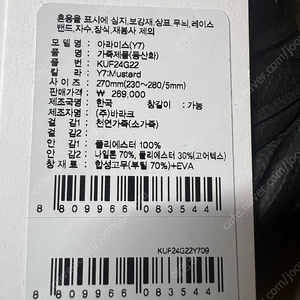 혼용율 표시에 심지,보강재,상표,무늬,레이스
밴드,자수,장식,재봉사 제외
모 델 명 : 아라미스(Y7)
품 명 : 가죽제품(등산화)
품 번 : KUF24G22
칼 라 : Y7:Mustard
사 이 즈 : 270mm(230~280/5mm)
판매가격 : ₩ 269,000
제조국명 : 한국 창갈이 : 가능
제조자명 : (주)바라크
겉 감1 : 천연가죽(소가죽)
겉 감2 :
안 감1 : 폴리에스터 100%
안 감2 : 나일론 70%, 폴리에스터 30%(고어텍스)
창 재 료 : 합성고무(부틸 70%)+EVA
8 809966 083544
KUF24G22Y709
8 809966 083544